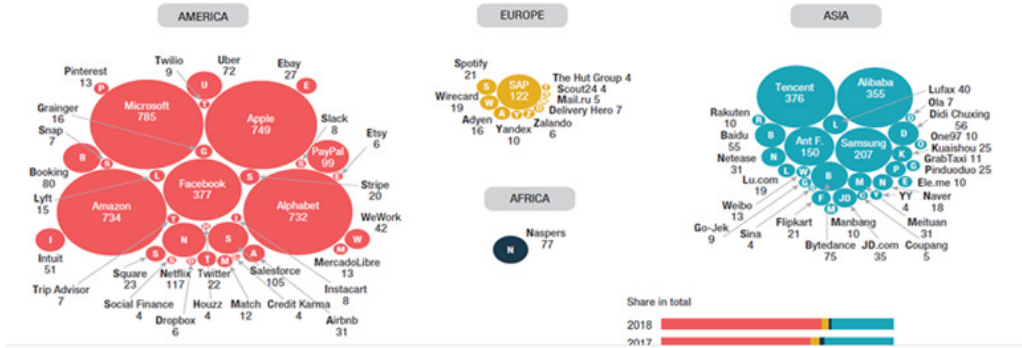 AMERICA
EUROPE
ASIA
Twilio
9
Uber
72
Ebay
27
Pinterest
13
P
U
T
E
Microsoft
785
Apple
749
Grainger
16
Snap
7
G
Slack
8
Etsy
6
PayPal
99
B
S
S
E
Booking
80
L
Facebook
377
S
Stripe
20
Lyft
15
Amazon
734
Alphabet
732
WeWork
42
T
H
I
I
N
S
W
M
Intuit
51
S
S
D
T
M
A
MercadoLibre
13
Trip Advisor
7
Square
23
Netflix
117
Twitter
22
Salesforce
105
Instacart
8
Social Finance
4
Houzz
4
Match
12
Credit Karma
4
Dropbox
6
Airbnb
31
Spotify
21
S
SAP
122
The Hut Group 4
Scout24 4
Mail.ru 5
Delivery Hero 7
Wirecard
19
W
A
Y
Z
D
Adyen
16
Yandex
10
Zalando
6
AFRICA
N
Naspers
77
Tencent
376
Alibaba
355
Lufax 40
Ola 7
Didi Chuxing
56
One97 10
Kuaishou 25
GrabTaxi 11
Pinduoduo 25
Ele.me 10
Rakuten
10
R
L
O
Baidu
55
B
Ant F.
150
Samsung
207
D
O
Netease
31
N
K
L
W
B
M
N
P
G
E
Lu.com
19
G
F
JD
C
Y
YY
4
Naver
18
Weibo
13
M
Go-Jek
9
Sina
4
Flipkart
21
Manbang
10
Meituan
31
Bytedance
75
JD.com
35
Coupang
5
Share in total
2018
2017